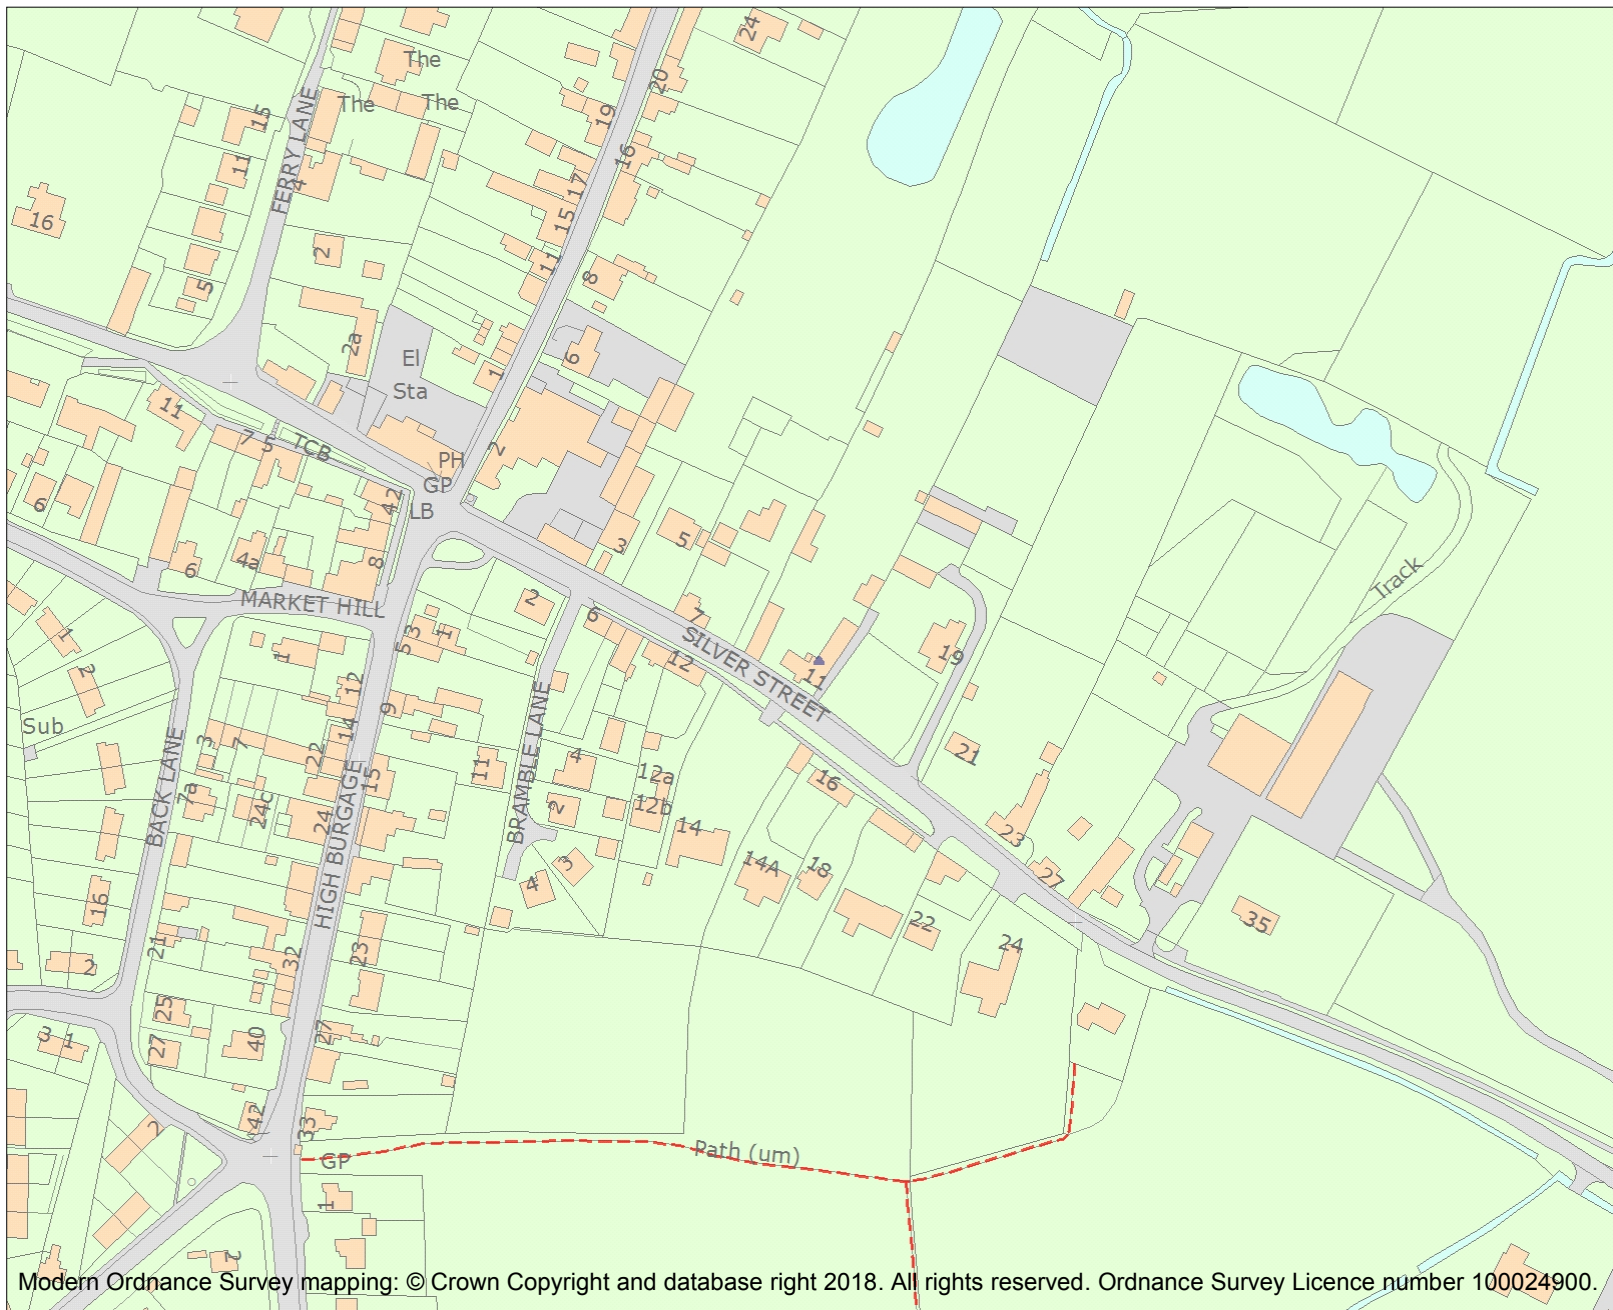 24
The
The
The
20
15
19
FERRY LANE
11
16
4
17
16
15
2
11
8
5
2a
El
Sta
6
1
11
7
5
TCB
PH
2
GP
LB
42
6
3
5
4a
8
6
MARKET HILL
2
6
7
SILVER STREET
1
53
1
12
11
19
Track
2
12
9
Sub
14
3
7
22
BACK LANE
BRAMBLE LANE
11
4
12a
21
15
7a
24c
24
2
12b
14
16
HIGH BURGAGE
23
14A
18
3
4
27
16
22
35
21
32
23
24
2
25
27
40
3
1
27
42
33
2
GP
Path (um)
1
2
Modern Ordnance Survey mapping: © Crown Copyright and database right 2018. All rights reserved. Ordnance Survey Licence number 100024900.